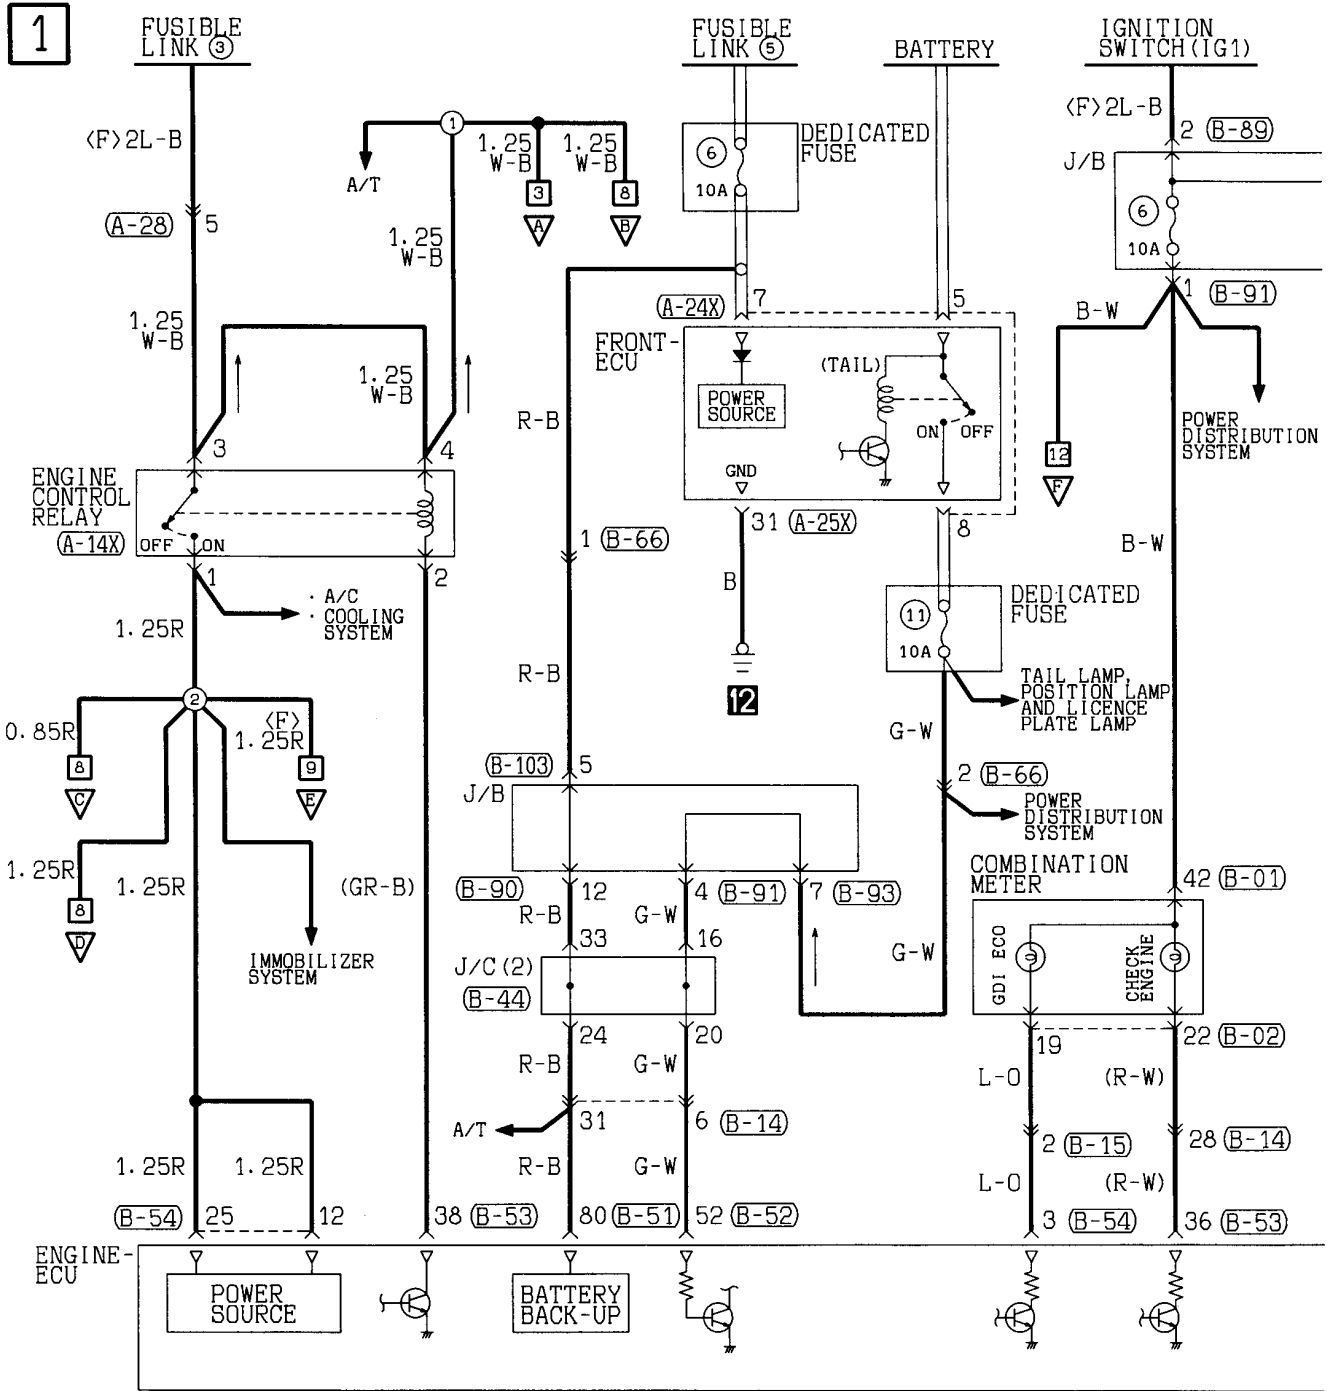 1
FUSIBLE
LINK ③
FUSIBLE
LINK ⑤
BATTERY
IGNITION
SWITCH(IG1)
<F>2L-B
1
1.25
W-B
1.25
W-B
A/T
3
A
8
B
6
10A
DEDICATED
FUSE
<F>2L-B
2 B-89
J/B
6
10A
A-28 5
1.25
W-B
1 B-91
B-W
1.25
W-B
1.25
W-B
A-24X 7
5
FRONT-
ECU
POWER
SOURCE
(TAIL)
ON OFF
GND
R-B
12
F
POWER
DISTRIBUTION
SYSTEM
3
4
ENGINE
CONTROL
RELAY
A-14X
OFF ON
31 A-25X
8
1 B-66
B-W
1
2
B
· A/C
· COOLING
SYSTEM
1.25R
11
10A
DEDICATED
FUSE
R-B
12
TAIL LAMP,
POSITION LAMP
AND LICENCE
PLATE LAMP
G-W
2
0.85R
<F>
1.25R
8
C
9
E
B-103 5
J/B
2 B-66
POWER
DISTRIBUTION
SYSTEM
1.25R
1.25R
(GR-B)
8
D
IMMOBILIZER
SYSTEM
B-90 12
4 B-91
7 B-93
R-B
G-W
33
16
J/C(2)
B-44
G-W
COMBINATION
METER
42 B-01
GDI ECO
CHECK
ENGINE
24
20
R-B
G-W
19
22 B-02
L-O
(R-W)
A/T
31
6 B-14
2 B-15
28 B-14
1.25R
1.25R
R-B
G-W
L-O
(R-W)
B-54 25
12
38 B-53
80 B-51
52 B-52
3 B-54
36 B-53
ENGINE-
ECU
POWER
SOURCE
BATTERY
BACK-UP